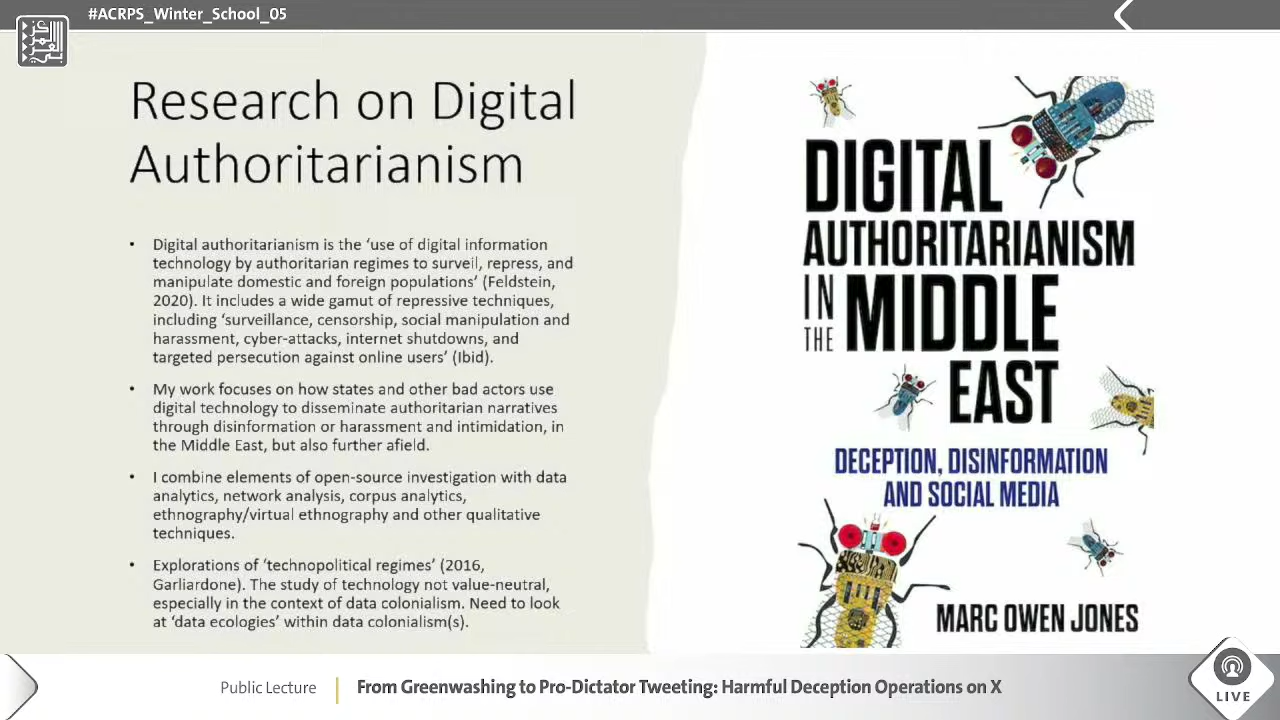 #ACRPS_Winter_School_05
Research on Digital
Authoritarianism
• Digital authoritarianism is the ‘use of digital information
technology by authoritarian regimes to surveil, repress, and
manipulate domestic and foreign populations’ (Feldstein,
2020). It includes a wide gamut of repressive techniques,
including ‘surveillance, censorship, social manipulation and
harassment, cyber-attacks, internet shutdowns, and
targeted persecution against online users’ (Ibid).
• My work focuses on how states and other bad actors use
digital technology to disseminate authoritarian narratives
through disinformation or harassment and intimidation, in
the Middle East, but also further afield.
• I combine elements of open-source investigation with data
analytics, network analysis, corpus analytics,
ethnography/virtual ethnography and other qualitative
techniques.
• Explorations of ‘technopolitical regimes’ (2016,
Garliardone). The study of technology not value-neutral,
especially in the context of data colonialism. Need to look
at ‘data ecologies’ within data colonialism(s).
DIGITAL
AUTHORITARIANISM
IN THE MIDDLE
EAST
DECEPTION, DISINFORMATION
AND SOCIAL MEDIA
MARC OWEN JONES
Public Lecture
From Greenwashing to Pro-Dictator Tweeting: Harmful Deception Operations on X
LIVE